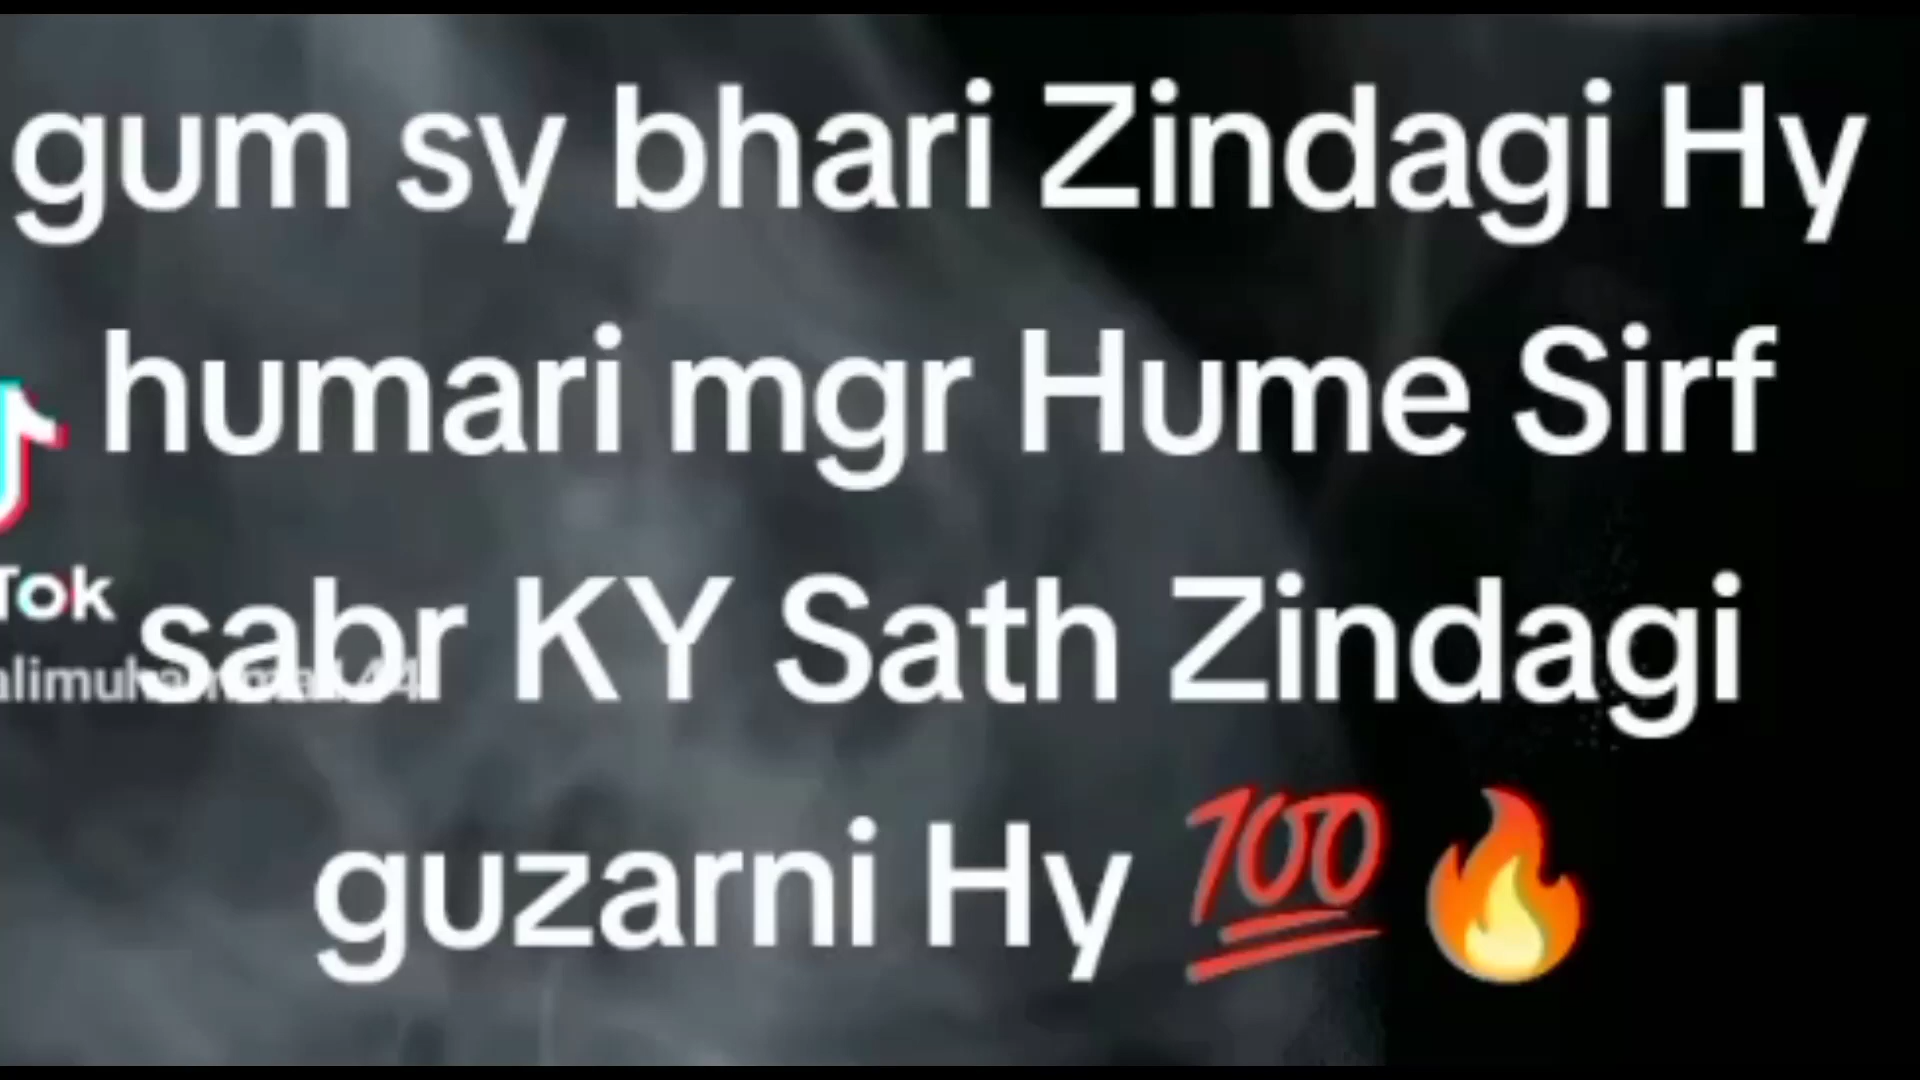 gum sy bhari Zindagi Hy
humari mgr Hume Sirf
sabr KY Sath Zindagi
guzarni Hy 💯🔥
Tok